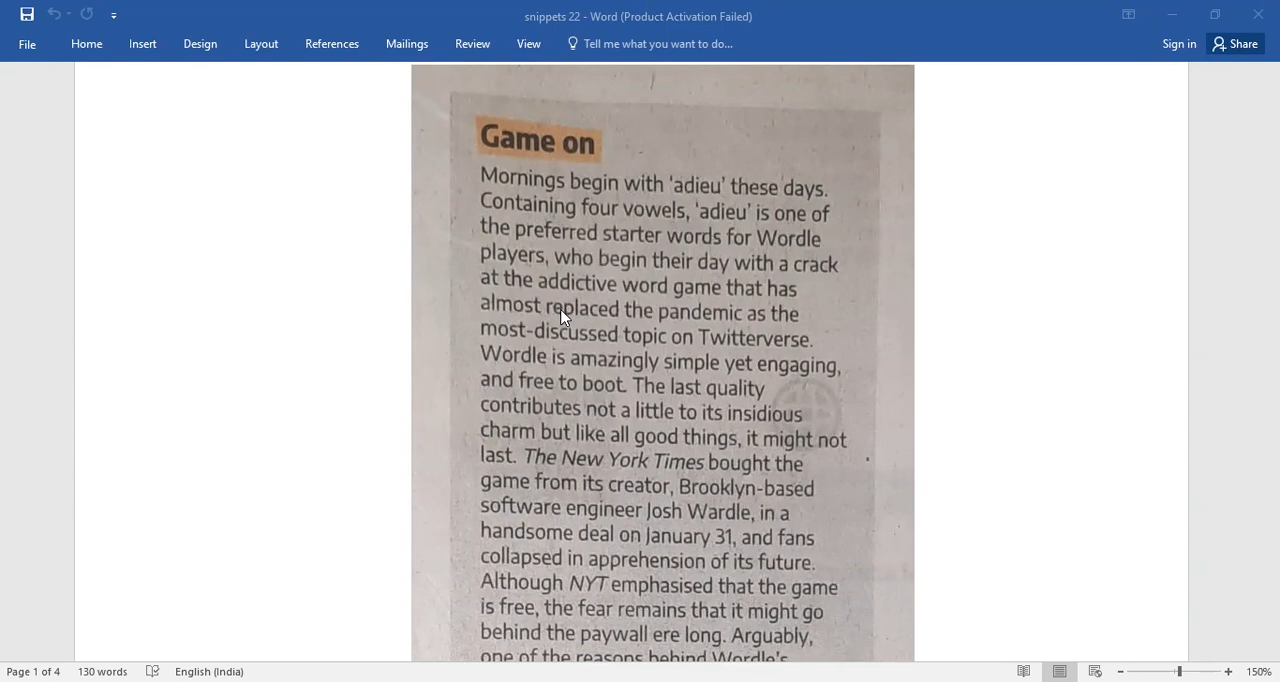 snippets 22 - Word (Product Activation Failed)
File Home Insert Design Layout References Mailings Review View Tell me what you want to do... Sign in Share
Game on
Mornings begin with 'adieu' these days.
Containing four vowels, 'adieu' is one of
the preferred starter words for Wordle
players, who begin their day with a crack
at the addictive word game that has
almost replaced the pandemic as the
most-discussed topic on Twitterverse.
Wordle is amazingly simple yet engaging,
and free to boot. The last quality
contributes not a little to its insidious
charm but like all good things, it might not
last. The New York Times bought the
game from its creator, Brooklyn-based
software engineer Josh Wardle, in a
handsome deal on January 31, and fans
collapsed in apprehension of its future.
Although NYT emphasised that the game
is free, the fear remains that it might go
behind the paywall ere long. Arguably,
one of the reasons behind Wordle's
Page 1 of 4 130 words English (India) 150%